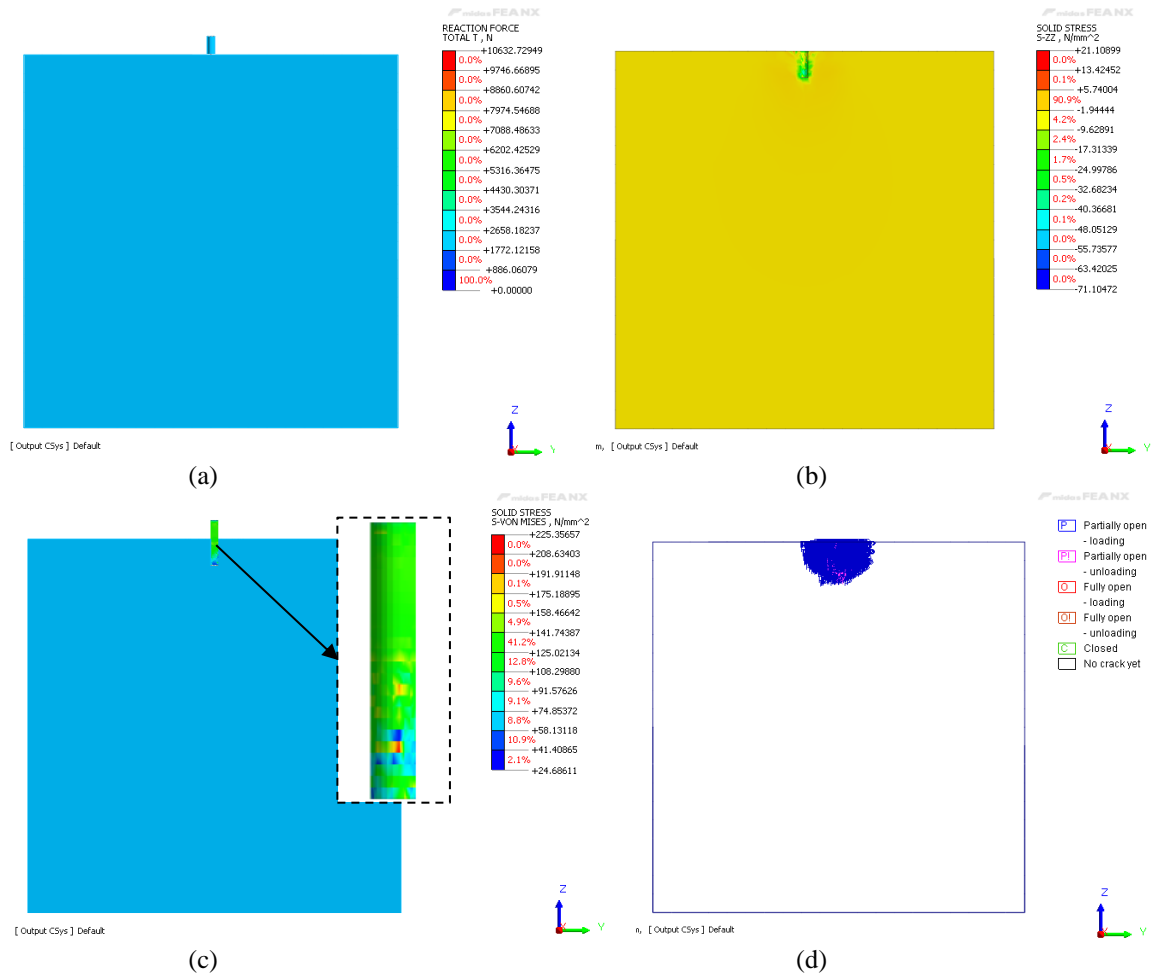 midas FEA NX
REACTION FORCE
TOTAL T , N
+10632.72949
0.0%
+9746.66895
0.0%
+8860.60742
0.0%
+7974.54688
0.0%
+7088.48633
0.0%
+6202.42529
0.0%
+5316.36475
0.0%
+4430.30371
0.0%
+3544.24316
0.0%
+2658.18237
0.0%
+1772.12158
0.0%
+886.06079
100.0%
+0.00000
Z
Y
[ Output CSys ] Default
(a)
midas FEA NX
SOLID STRESS
S-ZZ , N/mm^2
+21.10899
0.0%
+13.42452
0.1%
+5.74004
90.9%
-1.94444
4.2%
-9.62891
2.4%
-17.31339
1.7%
-24.99786
0.5%
-32.68234
0.2%
-40.36681
0.1%
-48.05129
0.0%
-55.73577
0.0%
-63.42025
0.0%
-71.10472
Z
Y
m, [ Output CSys ] Default
(b)
midas FEA NX
SOLID STRESS
S-VON MISES , N/mm^2
+225.35657
0.0%
+208.63403
0.0%
+191.91148
0.1%
+175.18895
0.5%
+158.46642
4.9%
+141.74387
41.2%
+125.02134
12.8%
+108.29880
9.6%
+91.57626
9.1%
+74.85372
8.8%
+58.13118
10.9%
+41.40865
2.1%
+24.68611
Z
Y
[ Output CSys ] Default
(c)
midas FEA NX
P Partially open
- loading
P! Partially open
- unloading
O Fully open
- loading
O! Fully open
- unloading
C Closed
No crack yet
Z
Y
n, [ Output CSys ] Default
(d)